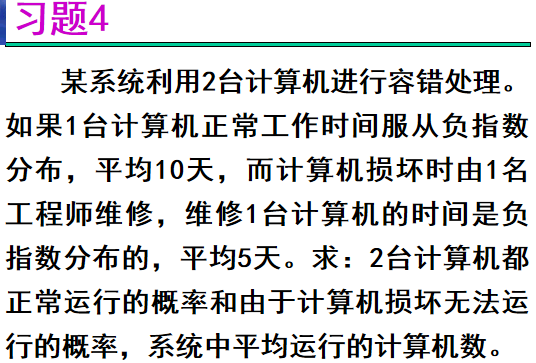 习题4
某系统利用2台计算机进行容错处理。
如果1台计算机正常工作时间服从负指数
分布，平均10天，而计算机损坏时由1名
工程师维修，维修1台计算机的时间是负
指数分布的，平均5天。求：2台计算机都
正常运行的概率和由于计算机损坏无法运
行的概率，系统中平均运行的计算机数。